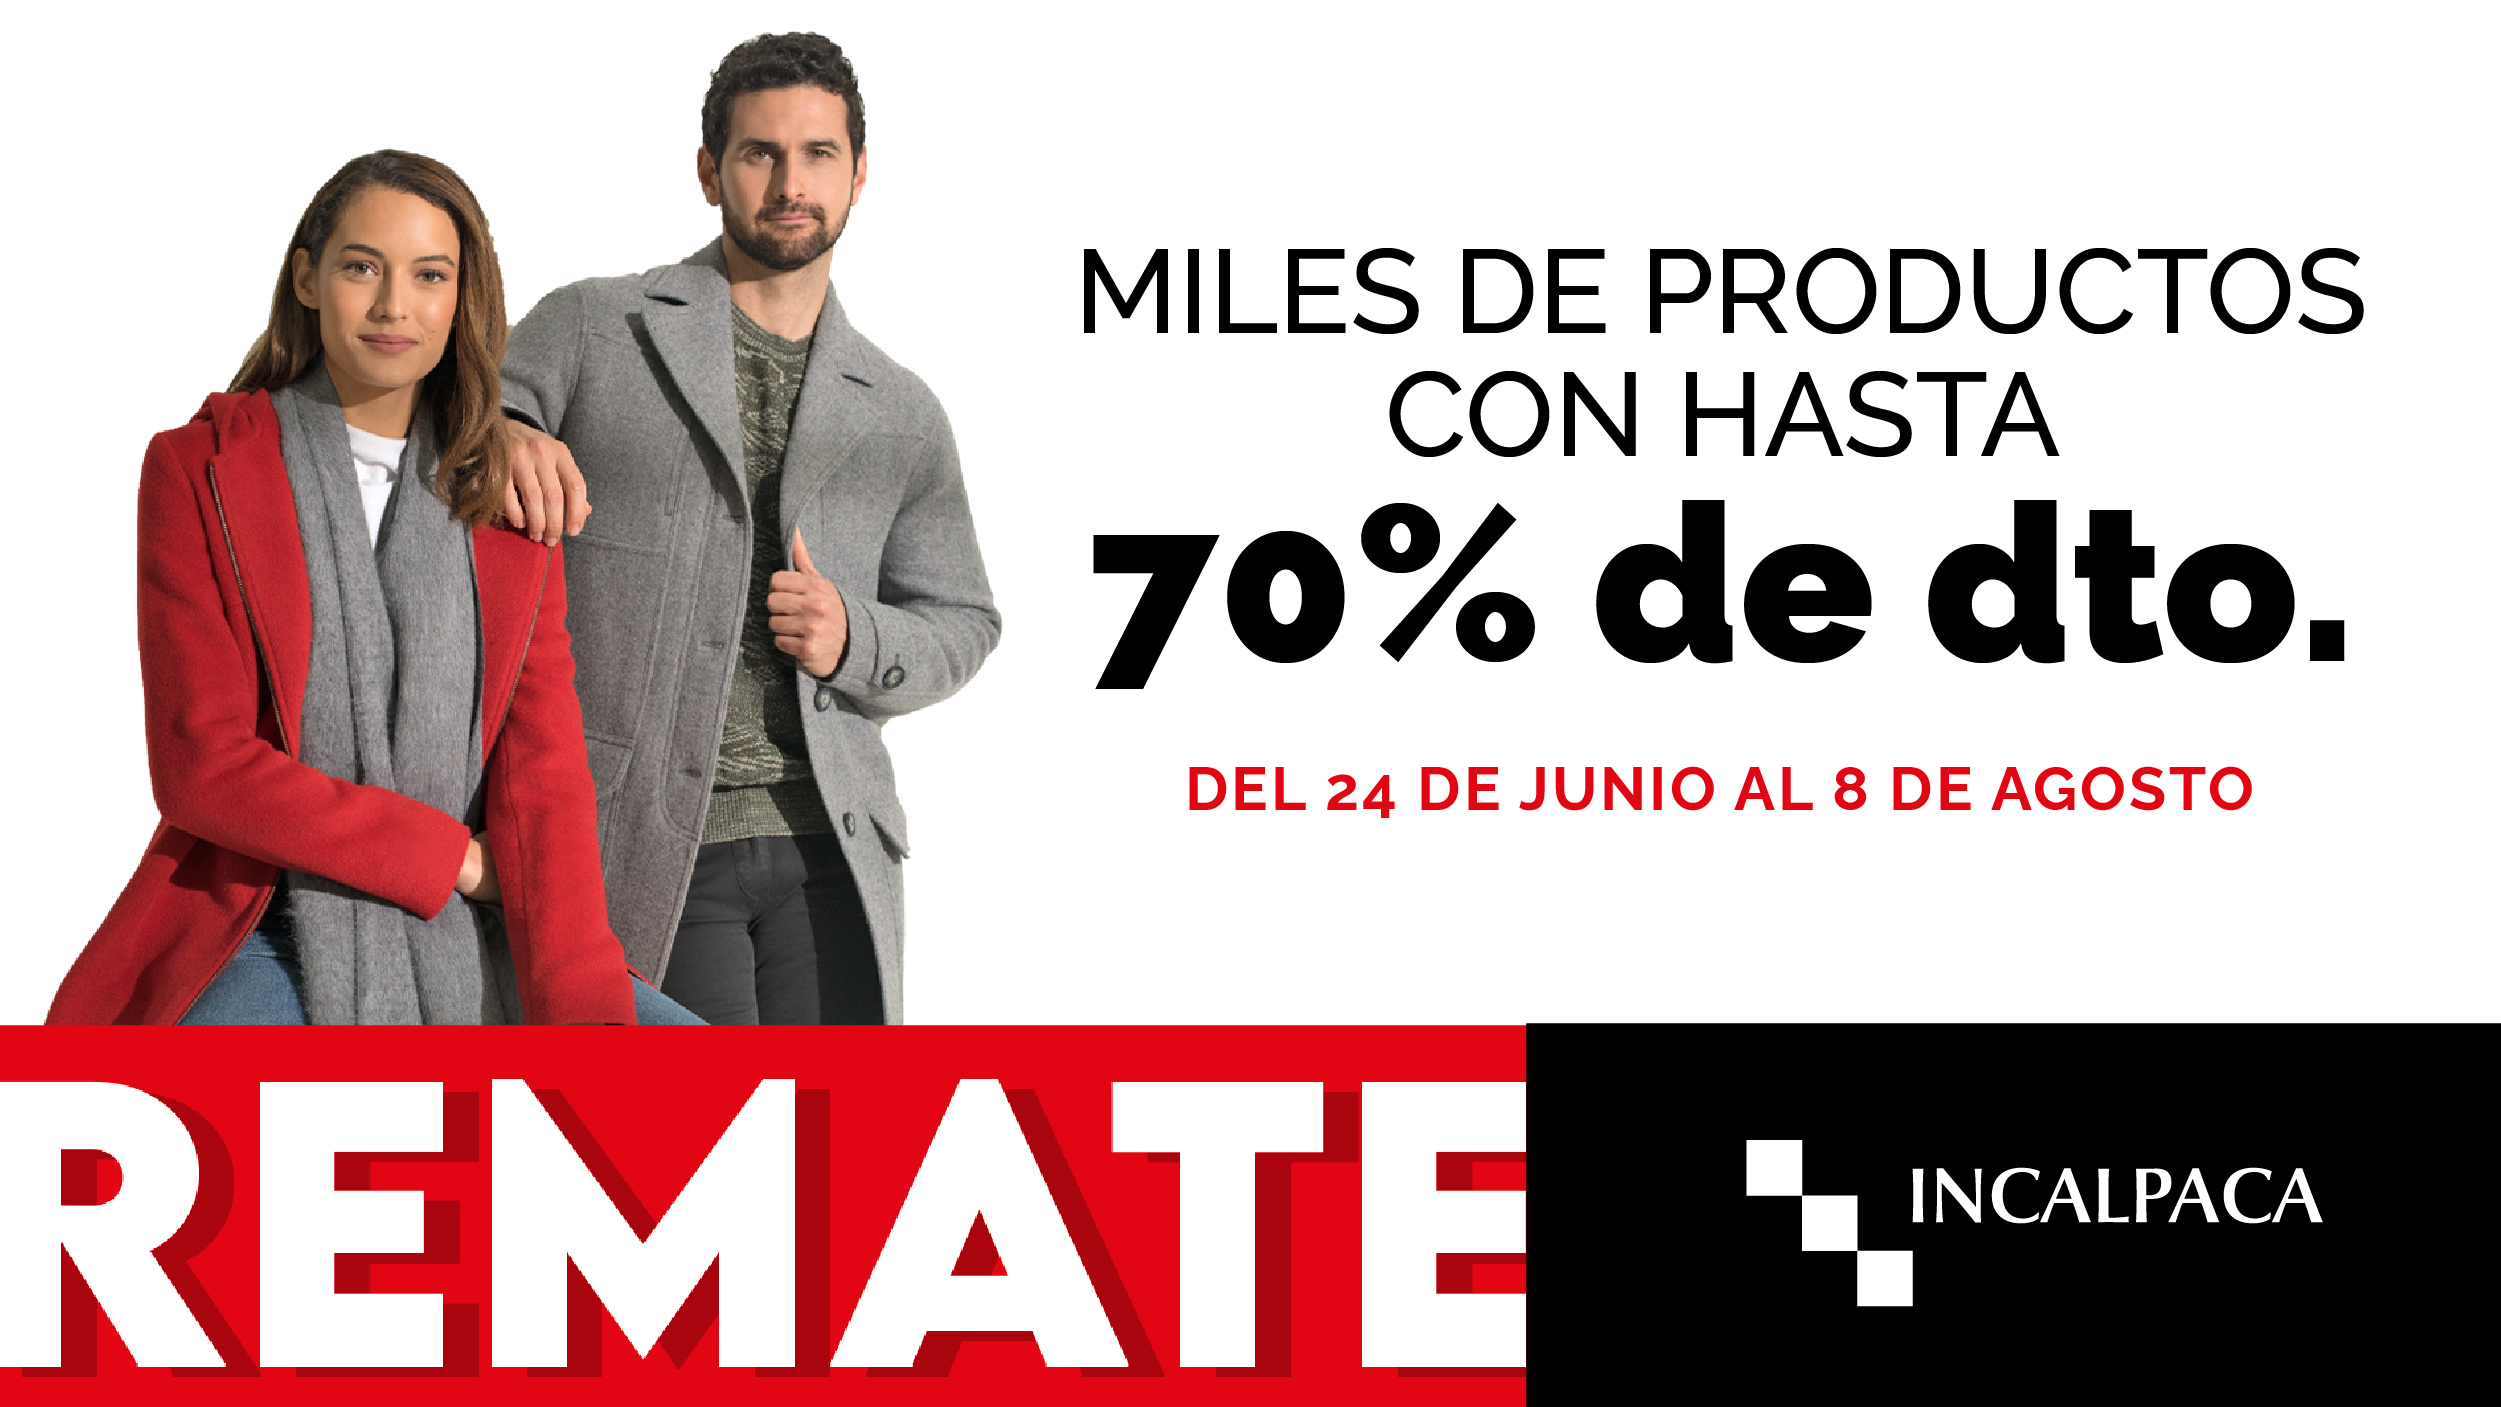 MILES DE PRODUCTOS
CON HASTA
70% de dto.
DEL 24 DE JUNIO AL 8 DE AGOSTO
REMATE
INCALPACA